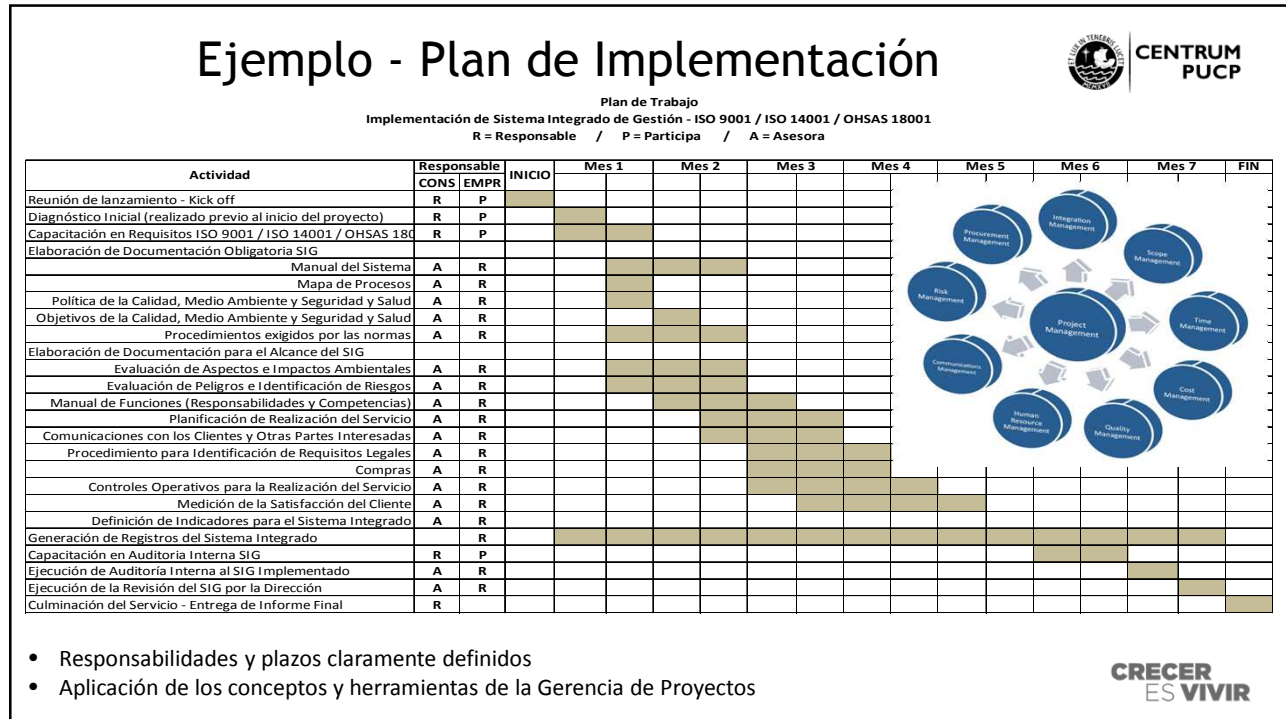 Ejemplo - Plan de Implementación
ET LUX IN TENEBRIS LUCET
MCMXVII
CENTRUM
PUCP
Plan de Trabajo
Implementación de Sistema Integrado de Gestión - ISO 9001 / ISO 14001 / OHSAS 18001
R = Responsable / P = Participa / A = Asesora
Actividad Responsable INICIO Mes 1 Mes 2 Mes 3 Mes 4 Mes 5 Mes 6 Mes 7 FIN
CONS EMPR
Reunión de lanzamiento - Kick off R P
Diagnóstico Inicial (realizado previo al inicio del proyecto) R P
Capacitación en Requisitos ISO 9001 / ISO 14001 / OHSAS 180 R P
Elaboración de Documentación Obligatoria SIG
Manual del Sistema A R
Mapa de Procesos A R
Política de la Calidad, Medio Ambiente y Seguridad y Salud A R
Objetivos de la Calidad, Medio Ambiente y Seguridad y Salud A R
Procedimientos exigidos por las normas A R
Elaboración de Documentación para el Alcance del SIG
Evaluación de Aspectos e Impactos Ambientales A R
Evaluación de Peligros e Identificación de Riesgos A R
Manual de Funciones (Responsabilidades y Competencias) A R
Planificación de Realización del Servicio A R
Comunicaciones con los Clientes y Otras Partes Interesadas A R
Procedimiento para Identificación de Requisitos Legales A R
Compras A R
Controles Operativos para la Realización del Servicio A R
Medición de la Satisfacción del Cliente A R
Definición de Indicadores para el Sistema Integrado A R
Generación de Registros del Sistema Integrado R
Capacitación en Auditoria Interna SIG R P
Ejecución de Auditoría Interna al SIG Implementado A R
Ejecución de la Revisión del SIG por la Dirección A R
Culminación del Servicio - Entrega de Informe Final R
Integration
Management
Scope
Management
Time
Management
Cost
Management
Quality
Management
Human
Resource
Management
Communications
Management
Risk
Management
Procurement
Management
Project
Management
• Responsabilidades y plazos claramente definidos
• Aplicación de los conceptos y herramientas de la Gerencia de Proyectos
CRECER
ES VIVIR